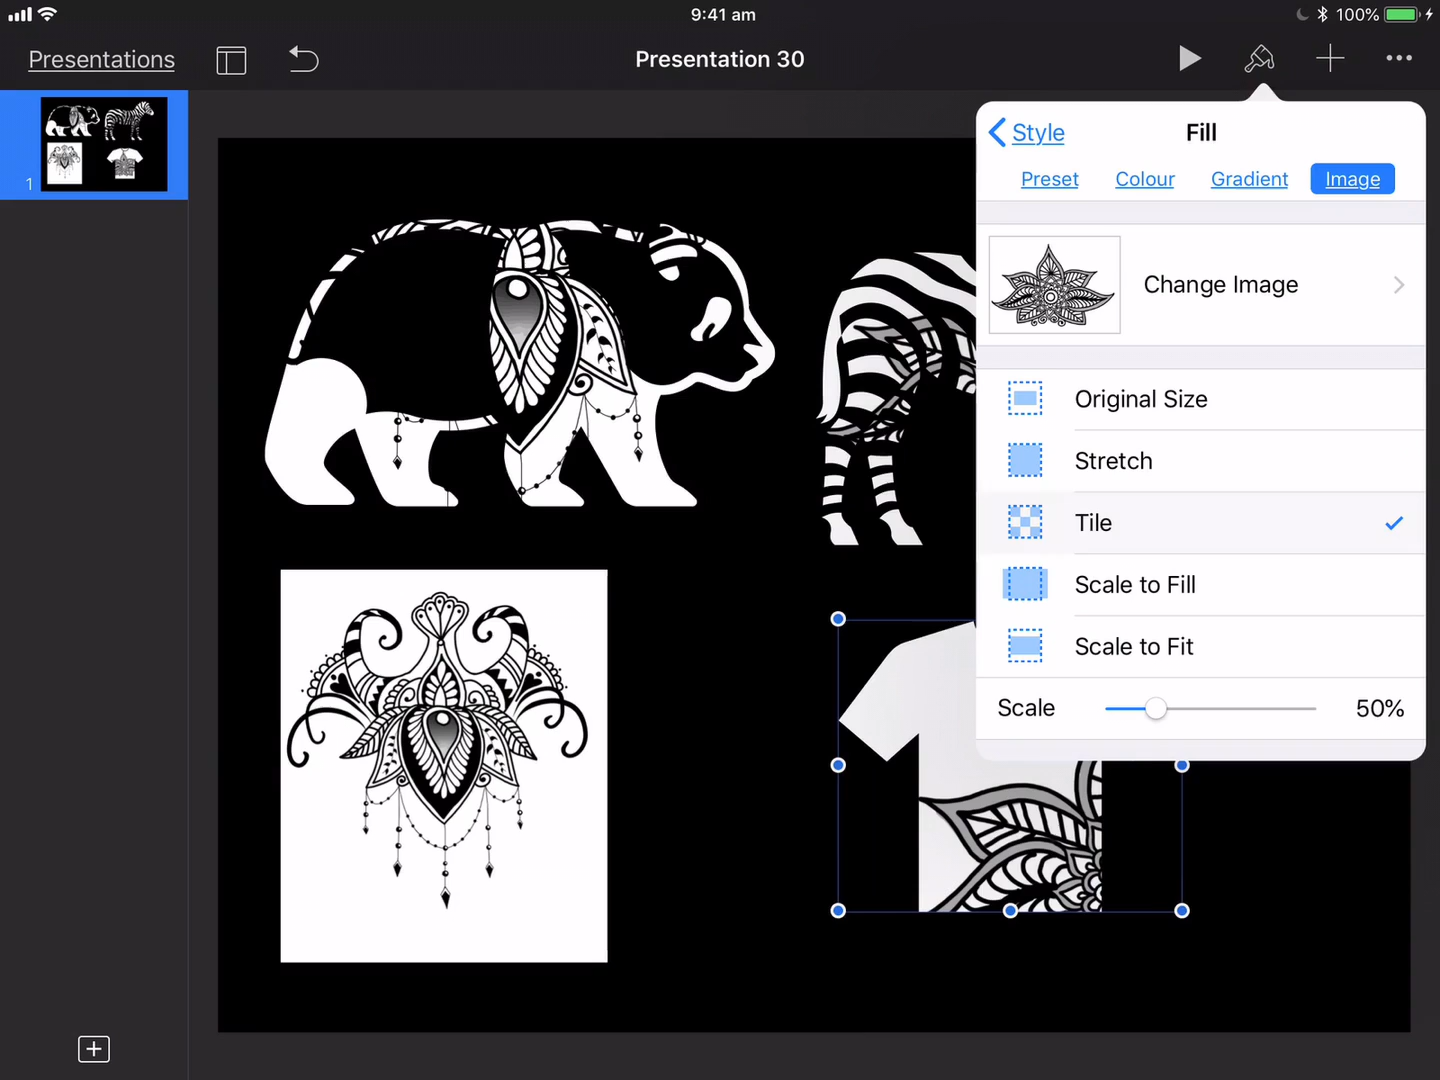 9:41 am
100%
Presentations
Presentation 30
1
Style
Fill
Preset
Colour
Gradient
Image
Change Image
Original Size
Stretch
Tile
Scale to Fill
Scale to Fit
Scale
50%